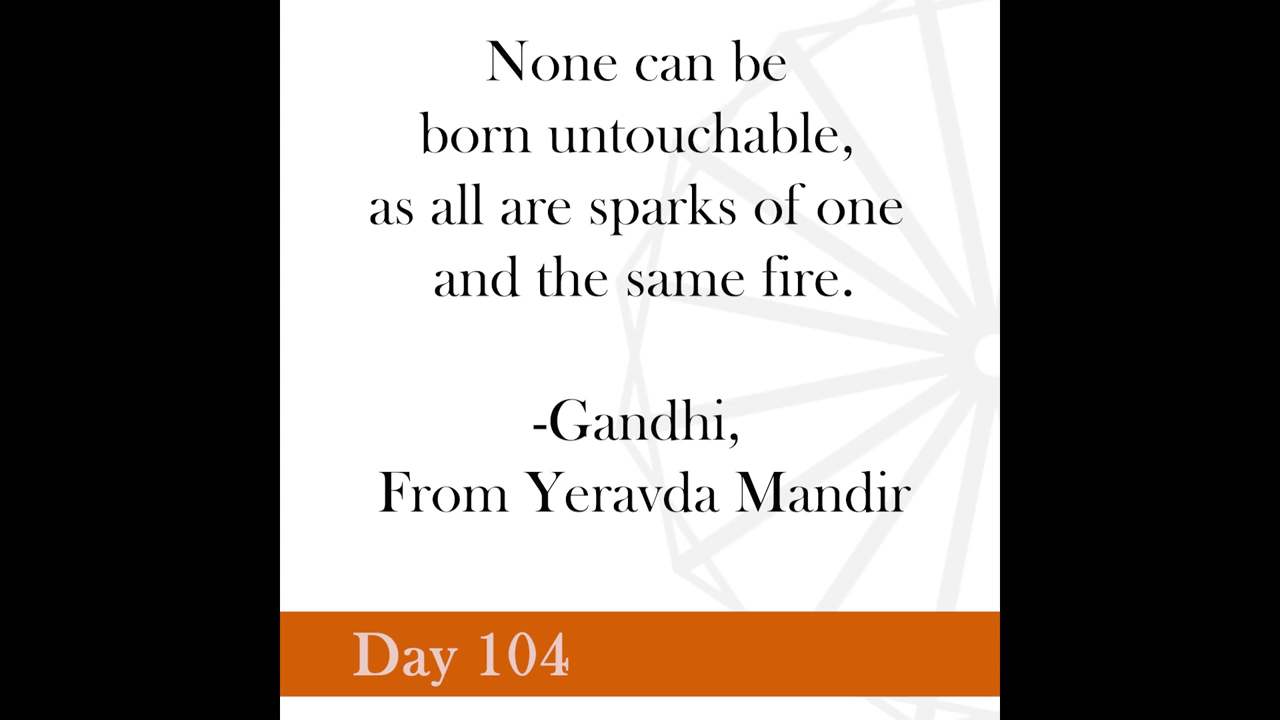 None can be
born untouchable,
as all are sparks of one
and the same fire.
-Gandhi,
From Yeravda Mandir
Day 104